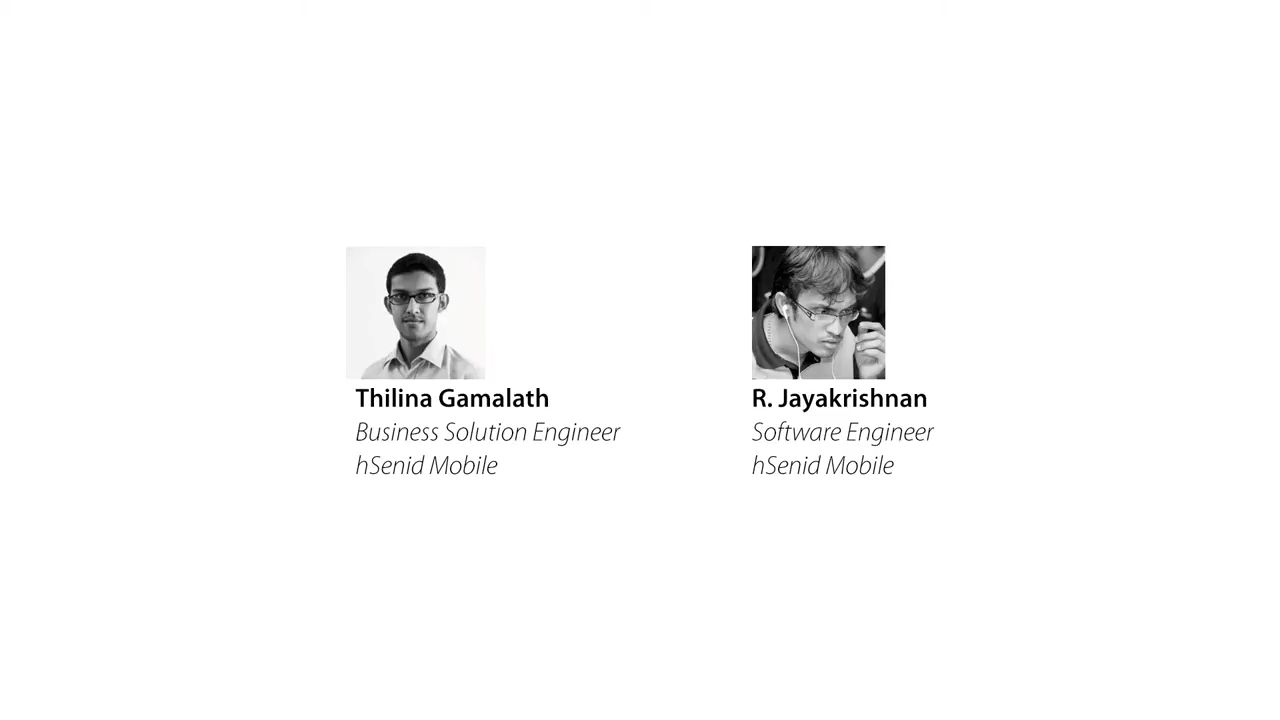 Thilina Gamalath
Business Solution Engineer
hSenid Mobile
R. Jayakrishnan
Software Engineer
hSenid Mobile